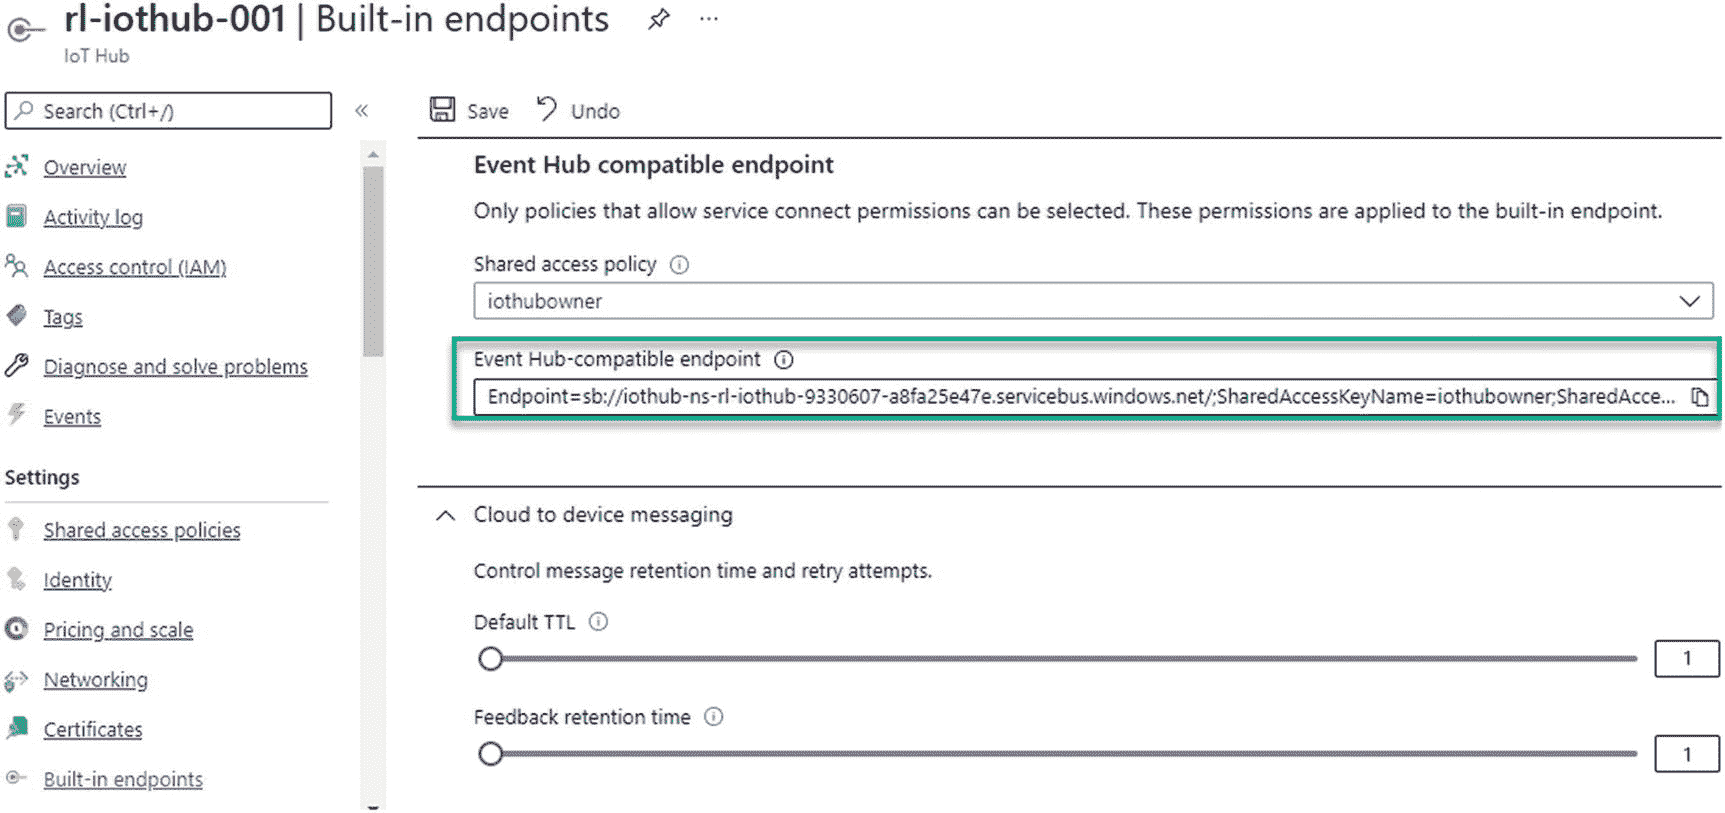 rl-iothub-001 | Built-in endpoints ...
IoT Hub
Search (Ctrl+/)
«
Overview
Activity log
Access control (IAM)
Tags
Diagnose and solve problems
Events
Settings
Shared access policies
Identity
Pricing and scale
Networking
Certificates
Built-in endpoints
Save Undo
Event Hub compatible endpoint
Only policies that allow service connect permissions can be selected. These permissions are applied to the built-in endpoint.
Shared access policy
iothubowner
Event Hub-compatible endpoint
Endpoint=sb://iothub-ns-rl-iothub-9330607-a8fa25e47e.servicebus.windows.net/;SharedAccessKeyName=iothubowner;SharedAcce...
Cloud to device messaging
Control message retention time and retry attempts.
Default TTL
1
Feedback retention time
1